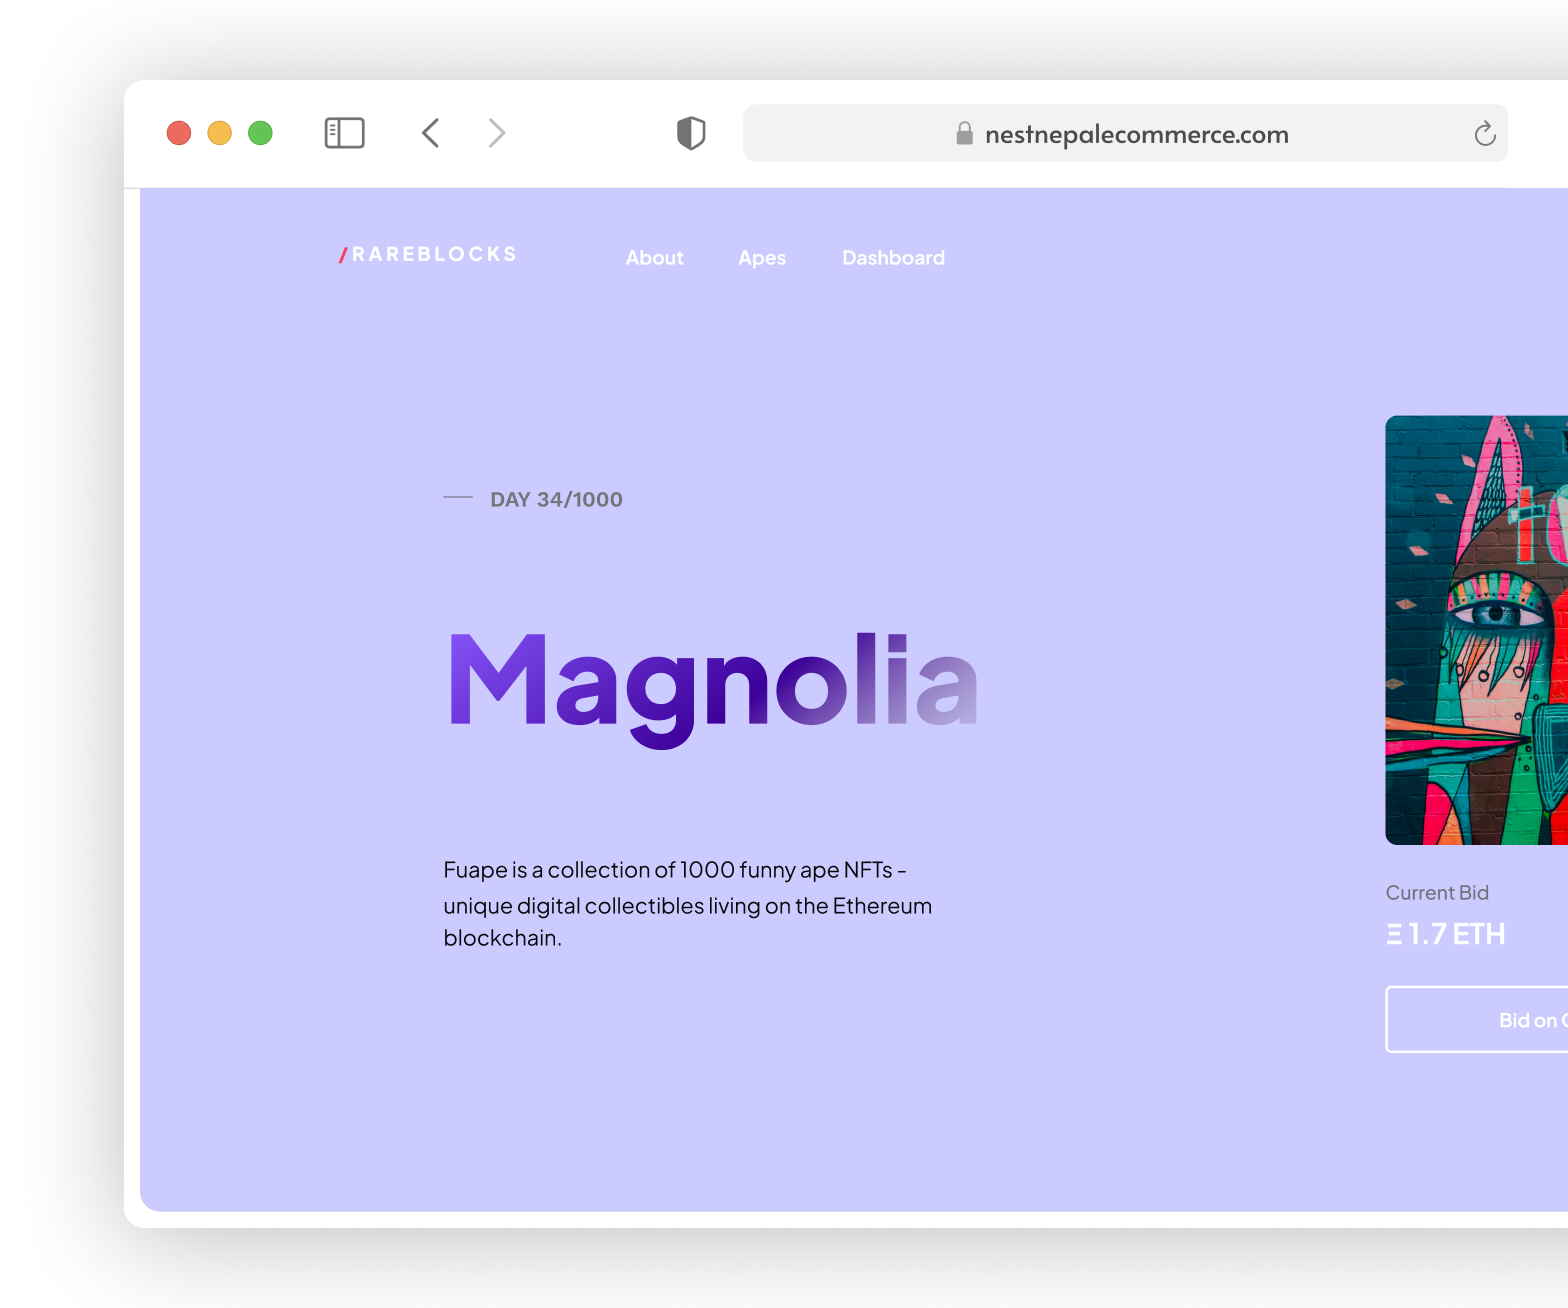 nestnepalecommerce.com
/RAREBLOCKS
About Apes Dashboard
DAY 34/1000
Magnolia
Fuape is a collection of 1000 funny ape NFTs -
unique digital collectibles living on the Ethereum
blockchain.
Current Bid
Ξ 1.7 ETH
Bid on